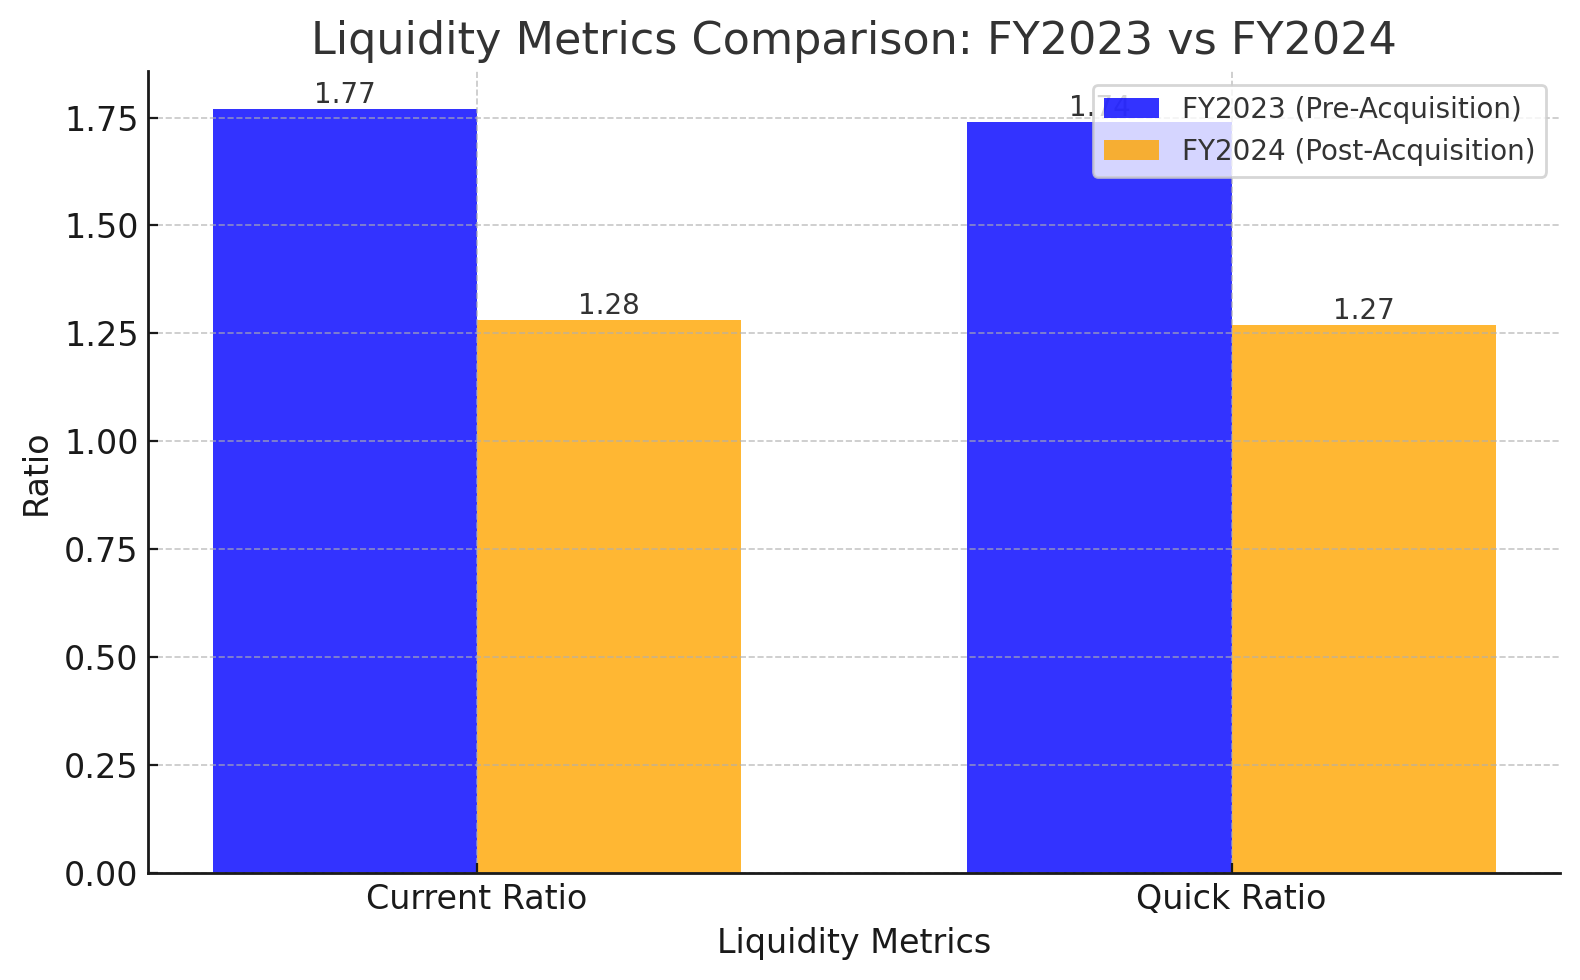 Liquidity Metrics Comparison: FY2023 vs FY2024
1.77
1.74
FY2023 (Pre-Acquisition)
FY2024 (Post-Acquisition)
1.28
1.27
1.75
1.50
1.25
1.00
0.75
0.50
0.25
0.00
Ratio
Current Ratio
Quick Ratio
Liquidity Metrics